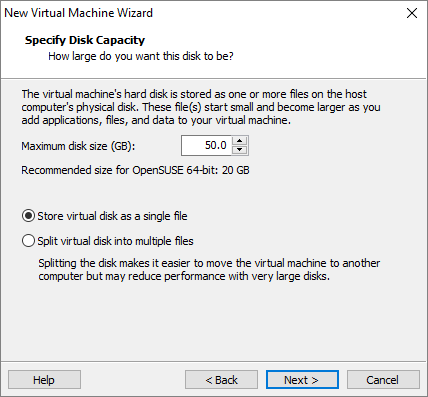 New Virtual Machine Wizard
Specify Disk Capacity
How large do you want this disk to be?
The virtual machine's hard disk is stored as one or more files on the host
computer's physical disk. These file(s) start small and become larger as you
add applications, files, and data to your virtual machine.
Maximum disk size (GB): 50.0
Recommended size for OpenSUSE 64-bit: 20 GB
Store virtual disk as a single file
Split virtual disk into multiple files
Splitting the disk makes it easier to move the virtual machine to another
computer but may reduce performance with very large disks.
Help < Back Next > Cancel